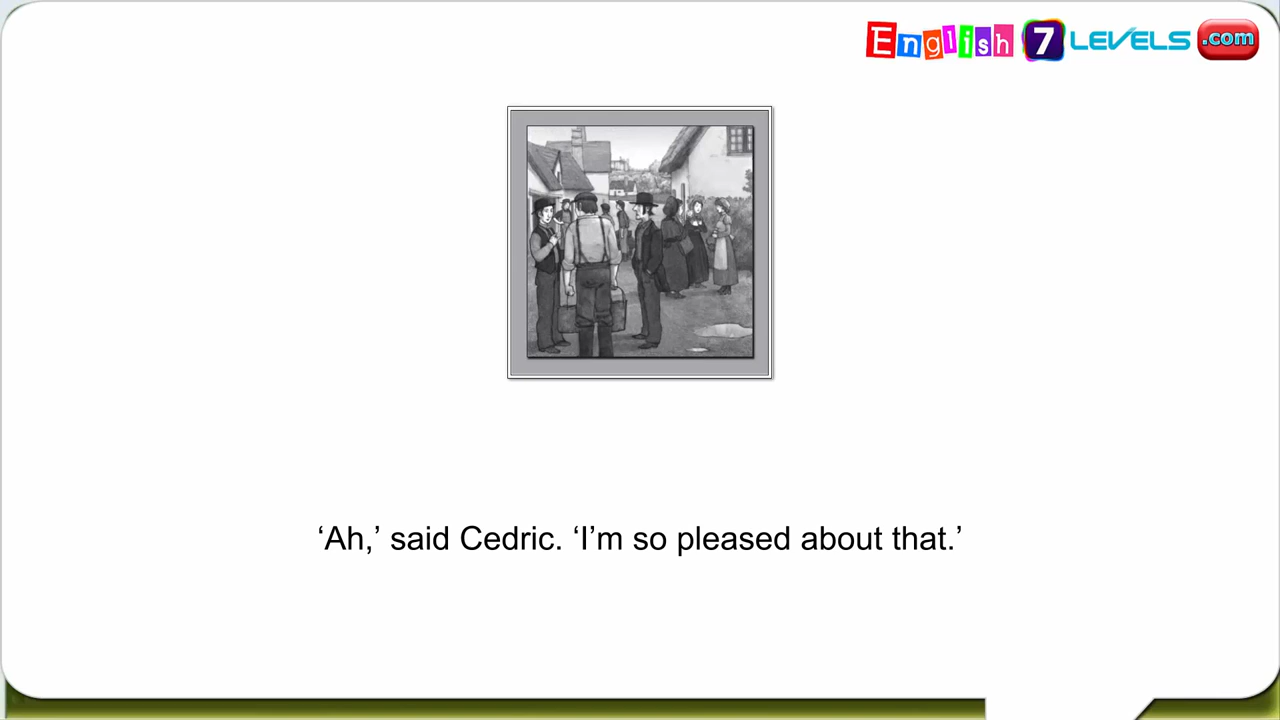 English 7 LEVELS .com
‘Ah,’ said Cedric. ‘I’m so pleased about that.’